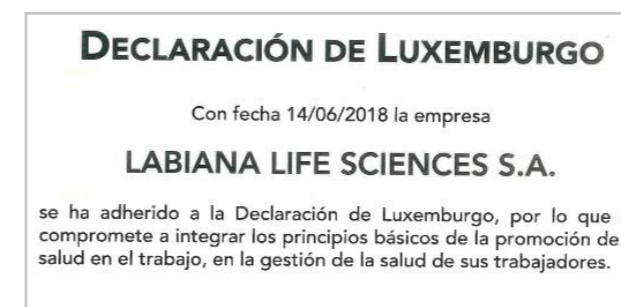 DECLARACIÓN DE LUXEMBURGO
Con fecha 14/06/2018 la empresa
LABIANA LIFE SCIENCES S.A.
se ha adherido a la Declaración de Luxemburgo, por lo que
compromete a integrar los principios básicos de la promoción de
salud en el trabajo, en la gestión de la salud de sus trabajadores.